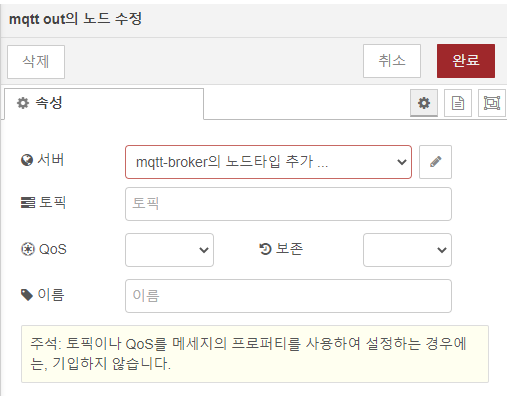 mqtt out의 노드 수정
삭제 취소 완료
속성
서버 mqtt-broker의 노드타입 추가 ...
토픽 토픽
QoS 보존
이름 이름
주석: 토픽이나 QoS를 메세지의 프로퍼티를 사용하여 설정하는 경우에
는, 기입하지 않습니다.